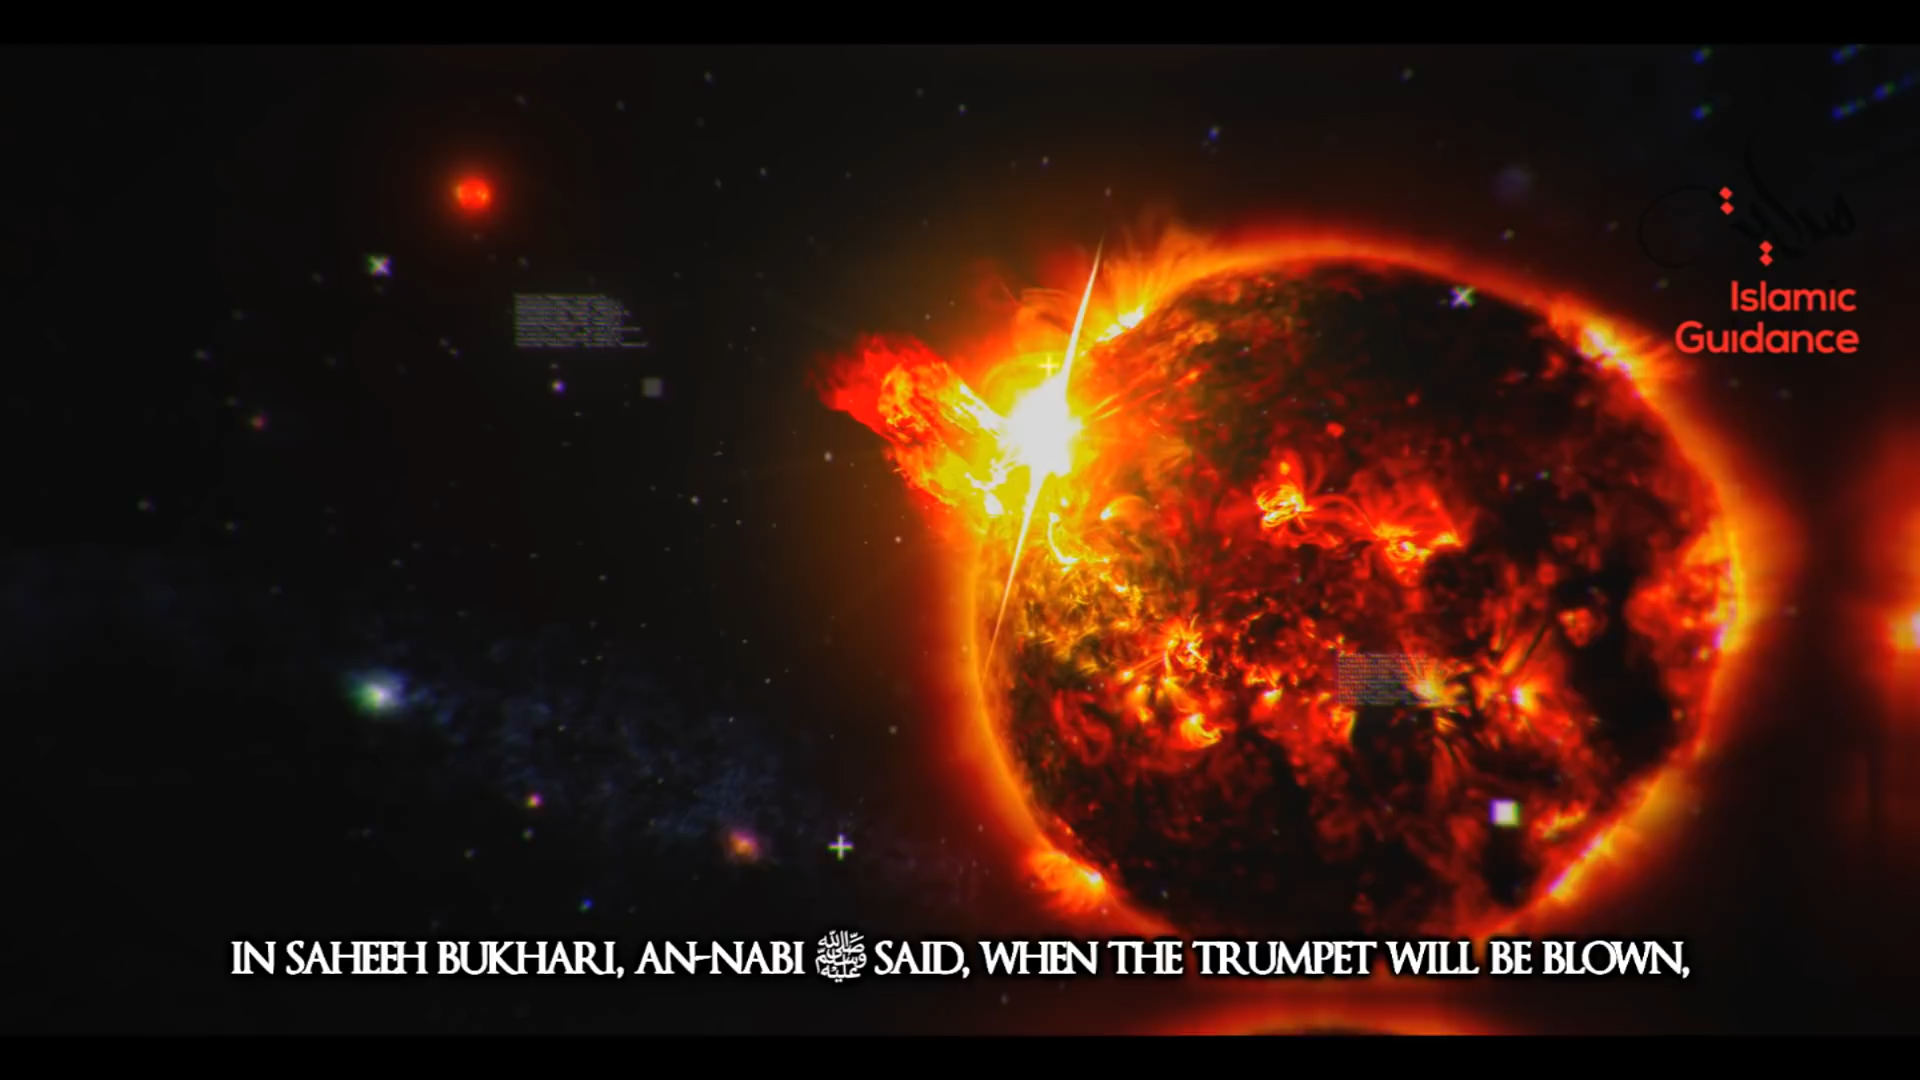 Islamic
Guidance
IN SAHEEH BUKHARI, AN-NABI ﷺ SAID, WHEN THE TRUMPET WILL BE BLOWN,